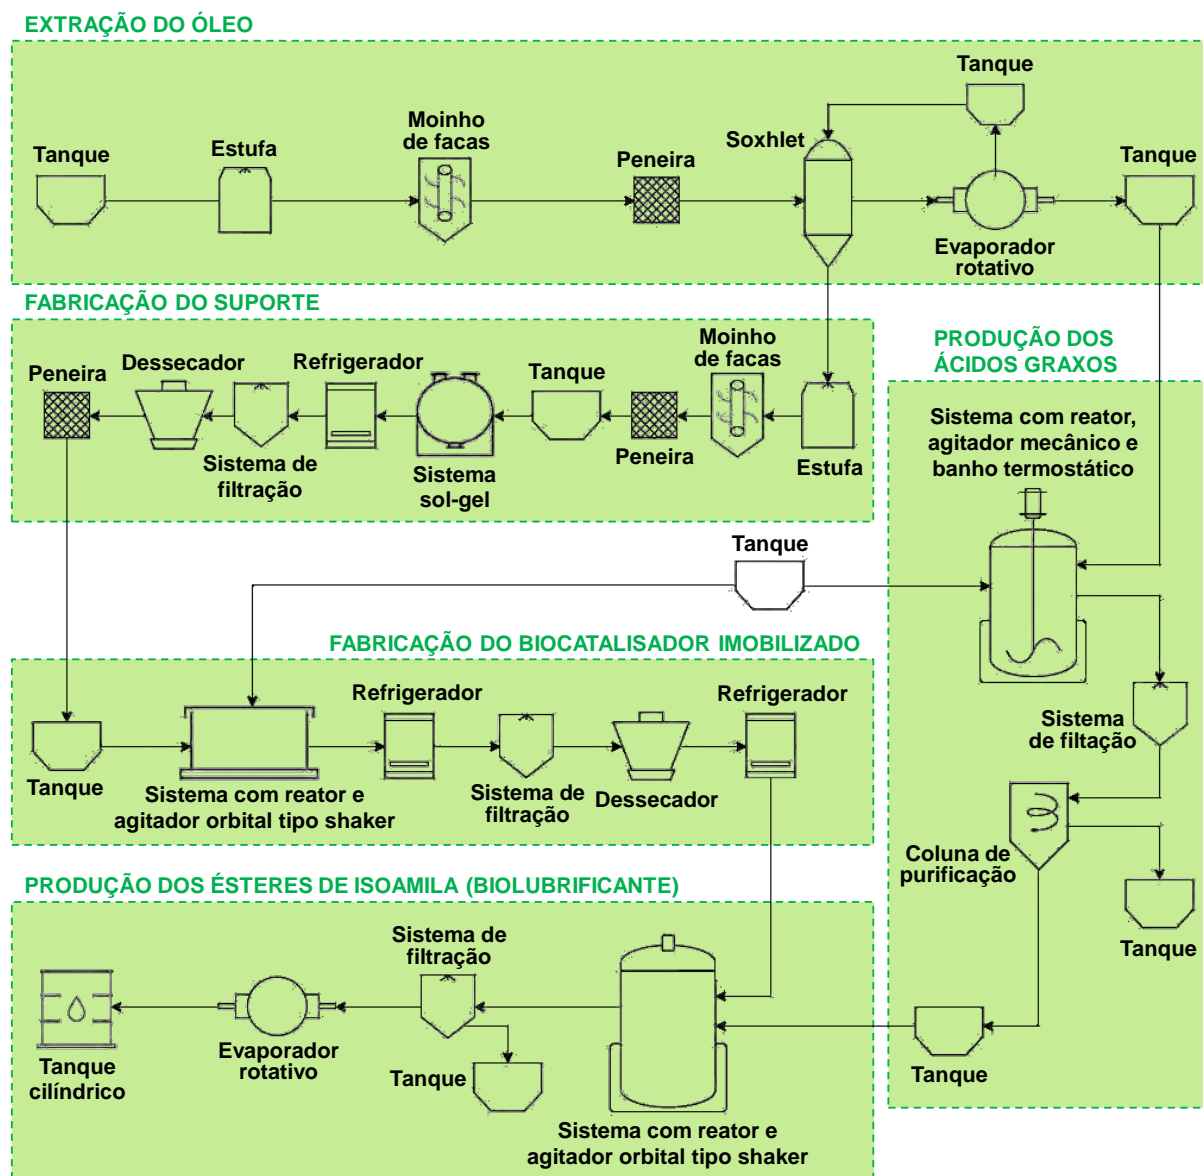 EXTRAÇÃO DO ÓLEO
Tanque
Estufa
Moinho
de facas
Peneira
Soxhlet
Tanque
Evaporador
rotativo
Tanque
FABRICAÇÃO DO SUPORTE
Peneira
Dessecador
Sistema de
filtração
Refrigerador
Sistema
sol-gel
Tanque
Peneira
Moinho
de facas
Estufa
PRODUÇÃO DOS
ÁCIDOS GRAXOS
Sistema com reator,
agitador mecânico e
banho termostático
Sistema
de filtação
Coluna de
purificação
Tanque
Tanque
Tanque
FABRICAÇÃO DO BIOCATALISADOR IMOBILIZADO
Tanque
Sistema com reator e
agitador orbital tipo shaker
Refrigerador
Sistema de
filtração
Dessecador
Refrigerador
PRODUÇÃO DOS ÉSTERES DE ISOAMILA (BIOLUBRIFICANTE)
Tanque
cilíndrico
Evaporador
rotativo
Sistema de
filtração
Tanque
Sistema com reator e
agitador orbital tipo shaker